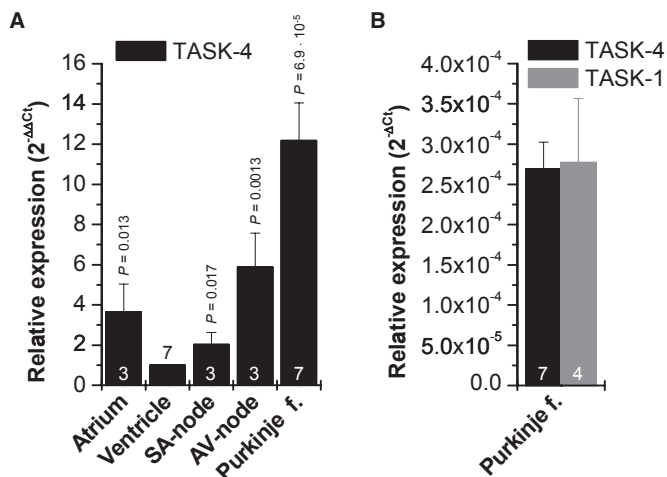 A
TASK-4
Relative expression (2^-ΔΔCt)
16
14
12
10
8
6
4
2
0
P = 0.013
P = 0.017
P = 0.0013
P = 6.9 · 10^-5
3
7
3
3
7
Atrium
Ventricle
SA-node
AV-node
Purkinje f.
B
TASK-4
TASK-1
Relative expression (2^-ΔCt)
4.0x10^-4
3.5x10^-4
3.0x10^-4
2.5x10^-4
2.0x10^-4
1.5x10^-4
1.0x10^-4
5.0x10^-5
0.0
7
4
Purkinje f.